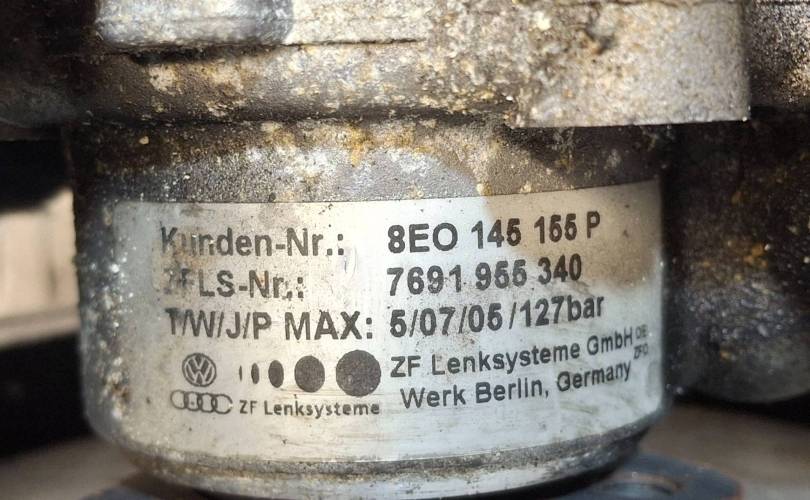 Kunden-Nr.: 8E0 145 155 P
ZFLS-Nr.: 7691 955 340
T/W/J/P MAX: 5/07/05/127bar
ZF Lenksysteme GmbH
Werk Berlin, Germany
ZF Lenksysteme